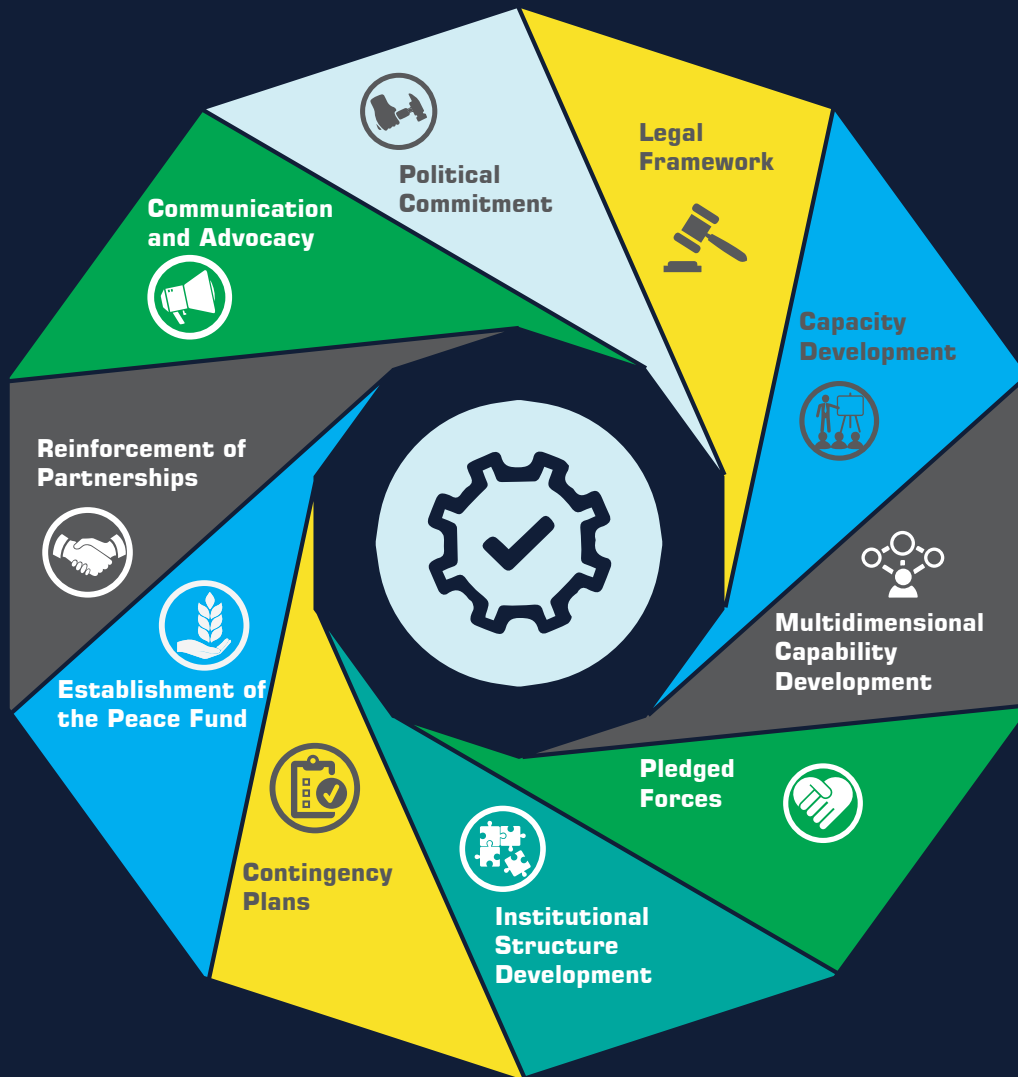 Political
Commitment
Legal
Framework
Capacity
Development
Multidimensional
Capability
Development
Pledged
Forces
Institutional
Structure
Development
Contingency
Plans
Establishment of
the Peace Fund
Reinforcement of
Partnerships
Communication
and Advocacy